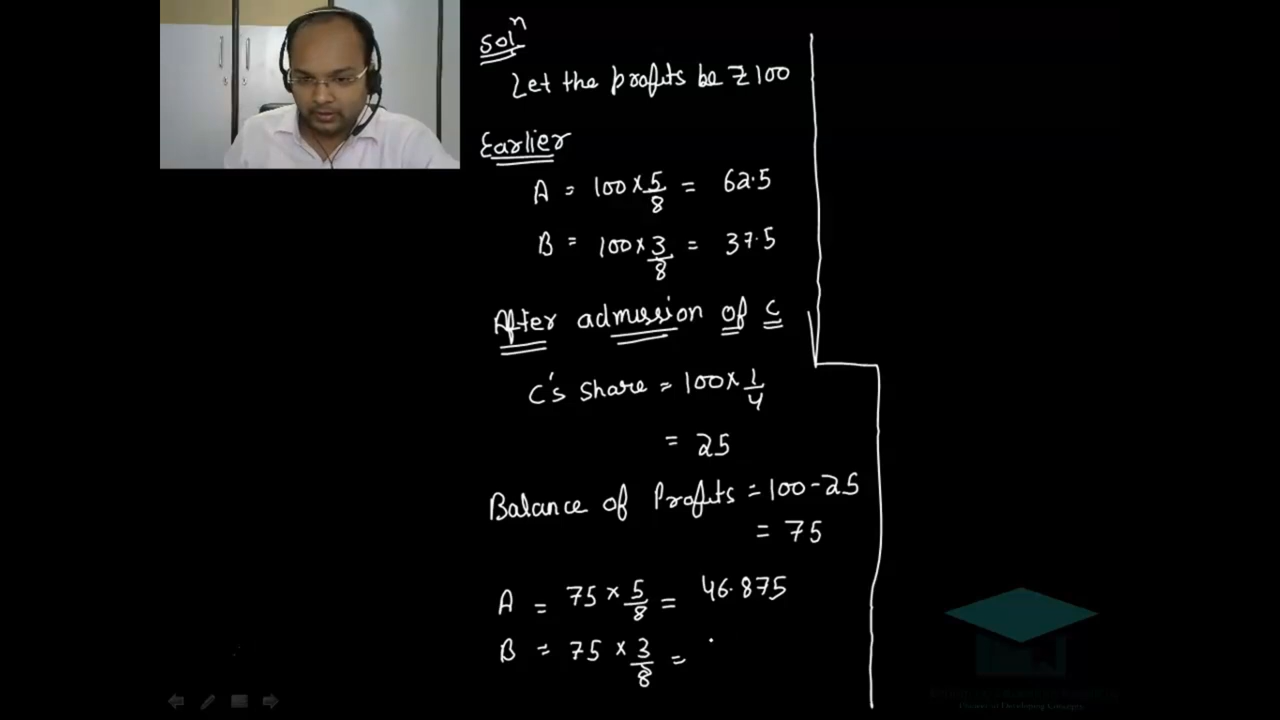 Solⁿ
Let the profits be ₹ 100
Earlier
A = 100 × 5/8 = 62.5
B = 100 × 3/8 = 37.5
After admission of C
C's Share = 100 × 1/4
= 25
Balance of Profits = 100 - 25
= 75
A = 75 × 5/8 = 46.875
B = 75 × 3/8 =